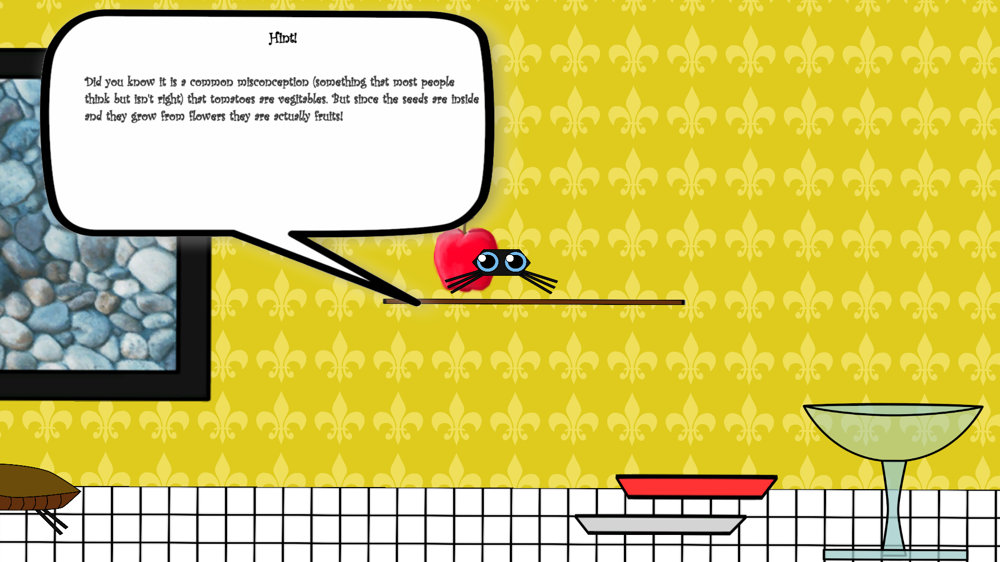 Hint!
Did you know it is a common misconception (something that most people
think but isn't right) that tomatoes are vegitables. But since the seeds are inside
and they grow from flowers they are actually fruits!